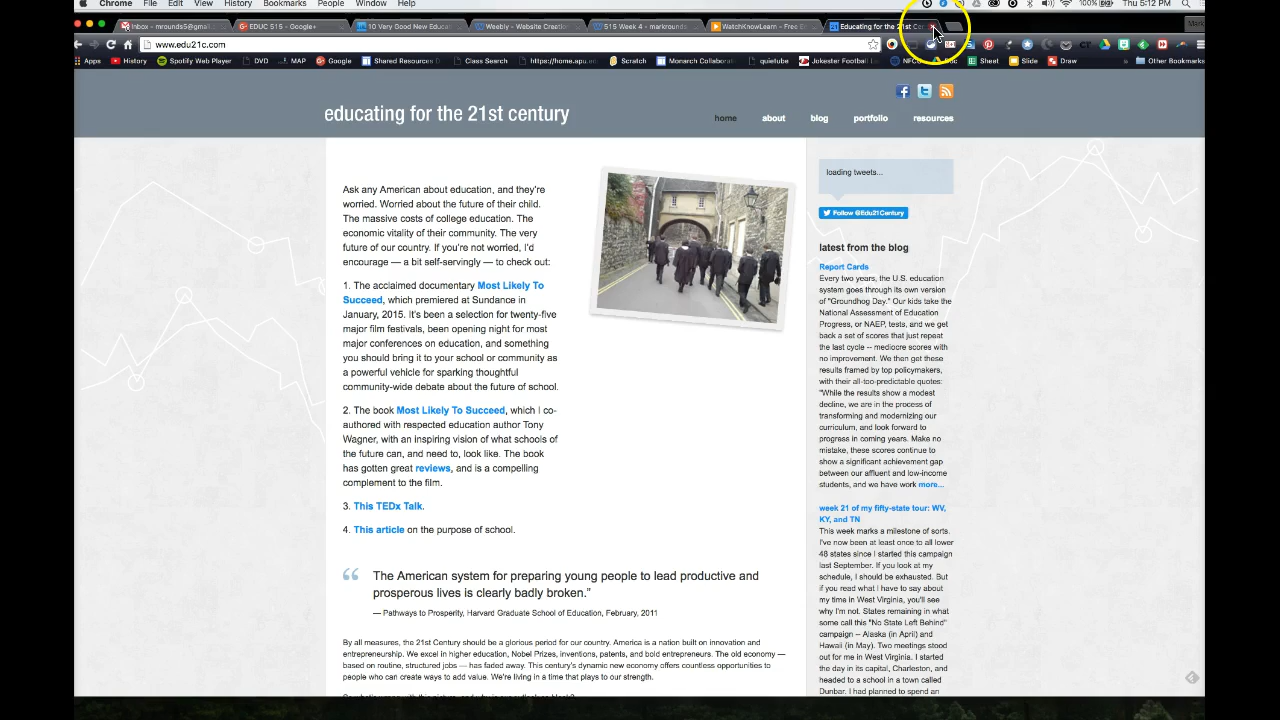 Chrome File Edit View History Bookmarks People Window Help
100% Thu 5:12 PM
Inbox - mrounds5@gmail EDUC 515 - Google+ 10 Very Good New Educa Weebly - Website Creation 515 Week 4 - markroun WatchKnowLearn - Free E Educating for the 21st Ce
www.edu21c.com
Apps History Spotify Web Player DVD MAP Google Shared Resources Class Search https://home.apu.e Scratch Monarch Collabora quietube Jokester Football L NFC Doc Sheet Slide Draw Other Bookmarks
educating for the 21st century
home about blog portfolio resources
Ask any American about education, and they're
worried. Worried about the future of their child.
The massive costs of college education. The
economic vitality of their community. The very
future of our country. If you're not worried, I'd
encourage — a bit self-servingly — to check out:
1. The acclaimed documentary Most Likely To
Succeed, which premiered at Sundance in
January, 2015. It's been a selection for twenty-five
major film festivals, been opening night for most
major conferences on education, and something
you should bring it to your school or community as
a powerful vehicle for sparking thoughtful
community-wide debate about the future of school.
2. The book Most Likely To Succeed, which I co-
authored with respected education author Tony
Wagner, with an inspiring vision of what schools of
the future can, and need to, look like. The book
has gotten great reviews, and is a compelling
complement to the film.
3. This TEDx Talk.
4. This article on the purpose of school.
“ The American system for preparing young people to lead productive and
prosperous lives is clearly badly broken.”
— Pathways to Prosperity, Harvard Graduate School of Education, February, 2011
By all measures, the 21st Century should be a glorious period for our country. America is a nation built on innovation and
entrepreneurship. We excel in higher education, Nobel Prizes, inventions, patents, and bold entrepreneurs. The old economy —
based on routine, structured jobs — has faded away. This century's dynamic new economy offers countless opportunities to
people who can create ways to add value. We're living in a time that plays to our strength.
loading tweets...
Follow @Edu21Century
latest from the blog
Report Cards
Every two years, the U.S. education
system goes through its own version
of "Groundhog Day." Our kids take the
National Assessment of Education
Progress, or NAEP, tests, and we get
back a set of scores that just repeat
the last cycle -- mediocre scores with
no improvement. We then get these
results framed by top policymakers,
with their all-too-predictable quotes:
"While the results show a modest
decline, we are in the process of
transforming and modernizing our
curriculum, and look forward to
progress in coming years. Make no
mistake, these scores continue to
show a significant achievement gap
between our affluent and low-income
students, and we have work more...
week 21 of my fifty-state tour: WV,
KY, and TN
This week marks a milestone of sorts.
I've now been at least once to all lower
48 states since I started this campaign
last September. If you look at my
schedule, I should be exhausted. But
if you read what I have to say about
my time in West Virginia, you'll see
why I'm not. States remaining in what
some call this "No State Left Behind"
campaign -- Alaska (in April) and
Hawaii (in May). Two meetings stood
out for me in West Virginia. I started
the day in its capital, Charleston, and
headed to a school in a town called
Dunbar. I had planned to spend an